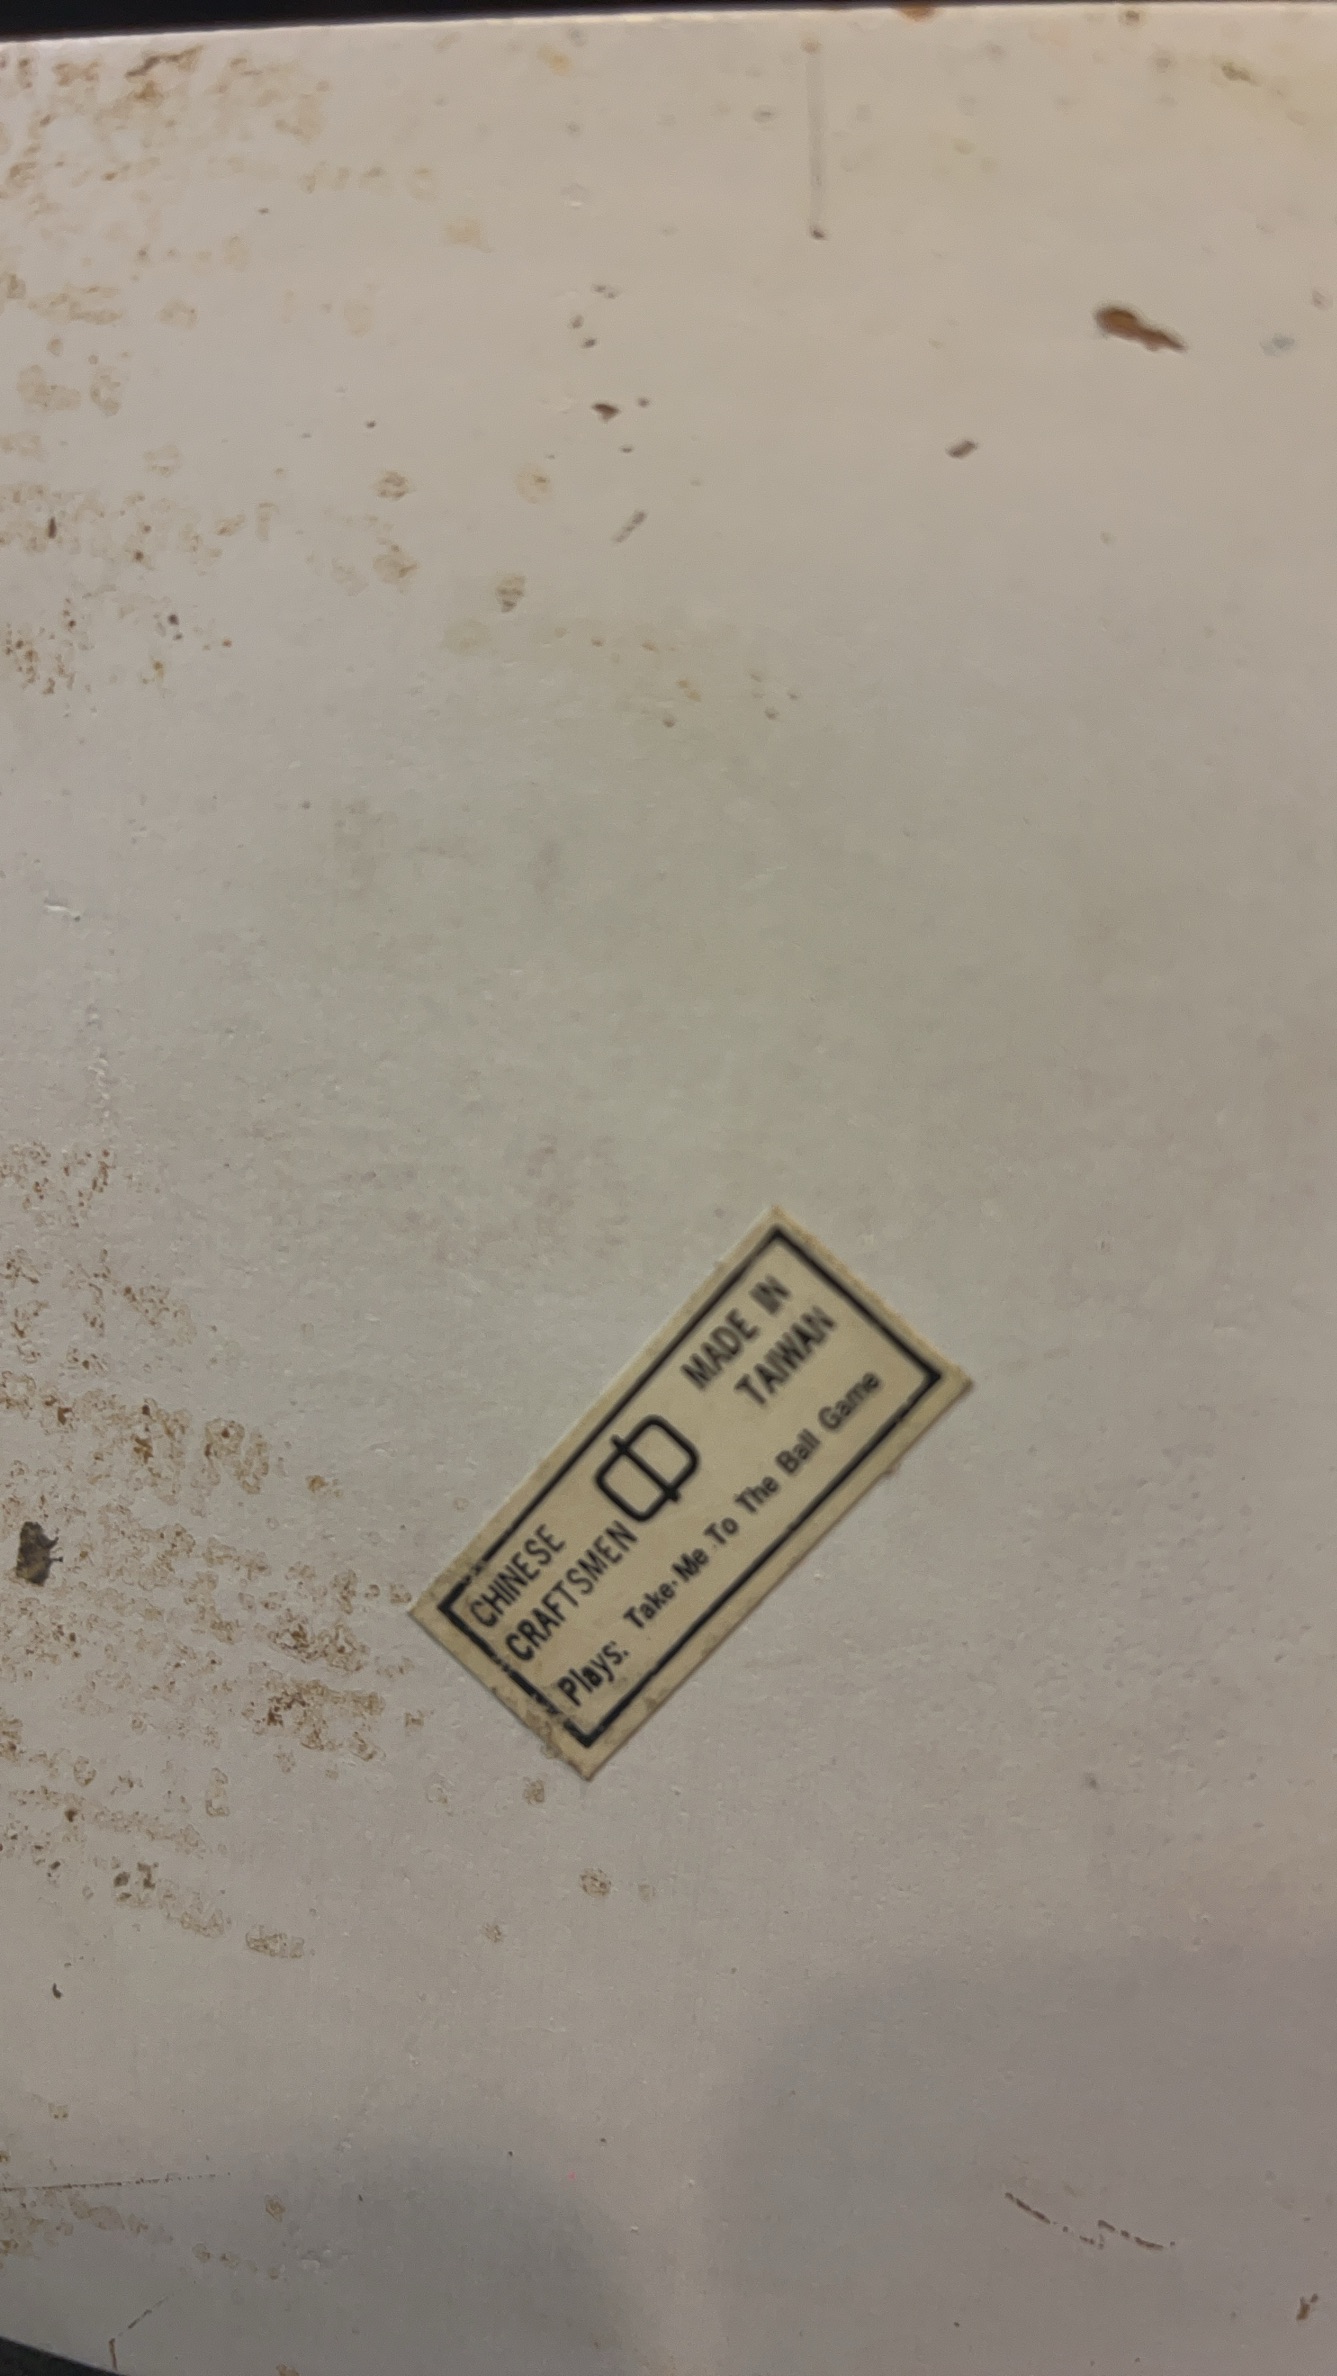 CHINESE
CRAFTSMEN
MADE IN
TAIWAN
Plays: Take Me To The Ball Game